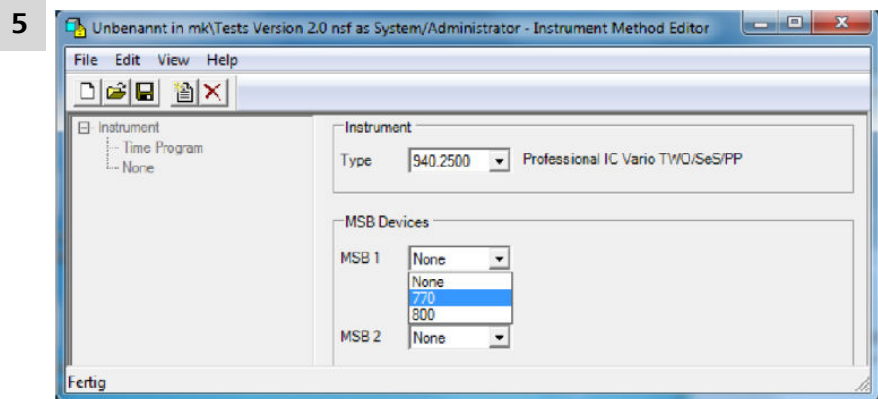 5
Unbenannt in mk\Tests Version 2.0 nsf as System/Administrator - Instrument Method Editor
File Edit View Help
Instrument
Time Program
None
Instrument
Type 940.2500 Professional IC Vario TWO/SeS/PP
MSB Devices
MSB 1 None
None
770
800
MSB 2 None
Fertig